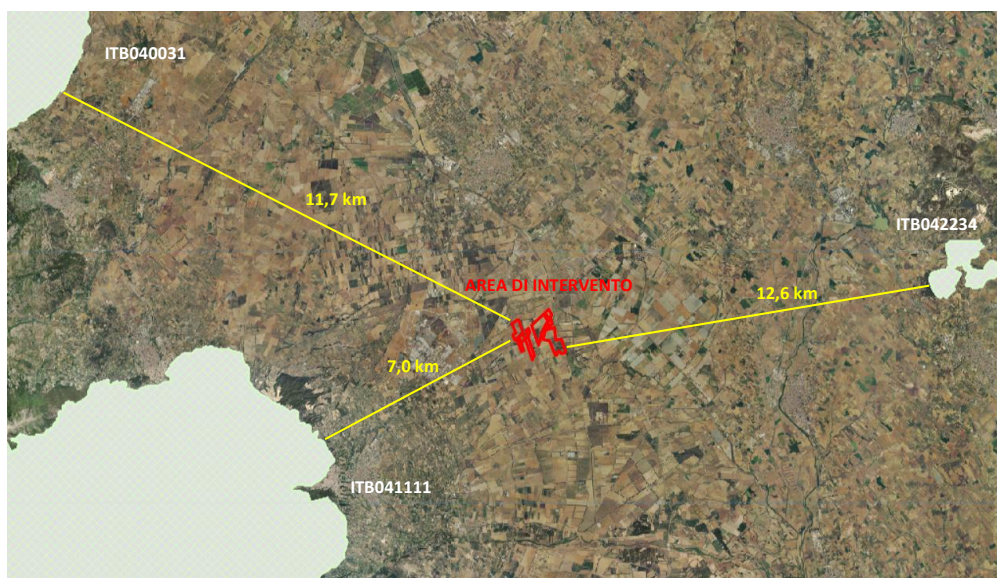 ITB040031
11,7 km
ITB042234
AREA DI INTERVENTO
12,6 km
7,0 km
ITB041111